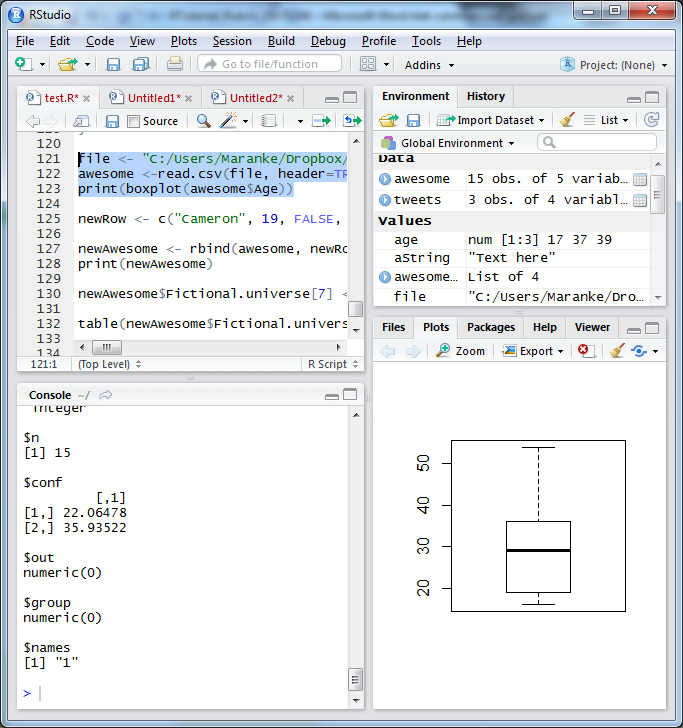 RStudio
File Edit Code View Plots Session Build Debug Profile Tools Help
Go to file/function
Addins
Project: (None)
test.R*
Untitled1*
Untitled2*
Source
120
121 file <- "C:/Users/Maranke/Dropbox/
122 awesome <-read.csv(file, header=TR
123 print(boxplot(awesome$Age))
124
125 newRow <- c("Cameron", 19, FALSE,
126
127 newAwesome <- rbind(awesome, newRo
128 print(newAwesome)
129
130 newAwesome$Fictional.universe[7] <
131
132 table(newAwesome$Fictional.univers
133
134
121:1 (Top Level) R Script
Console ~/
integer
$n
[1] 15
$conf
[,1]
[1,] 22.06478
[2,] 35.93522
$out
numeric(0)
$group
numeric(0)
$names
[1] "1"
>
Environment History
Import Dataset
List
Global Environment
Data
awesome 15 obs. of 5 variab…
tweets 3 obs. of 4 variabl…
Values
age num [1:3] 17 37 39
aString "Text here"
awesome… List of 4
file "C:/Users/Maranke/Dro…
Files Plots Packages Help Viewer
Zoom Export
50
40
30
20